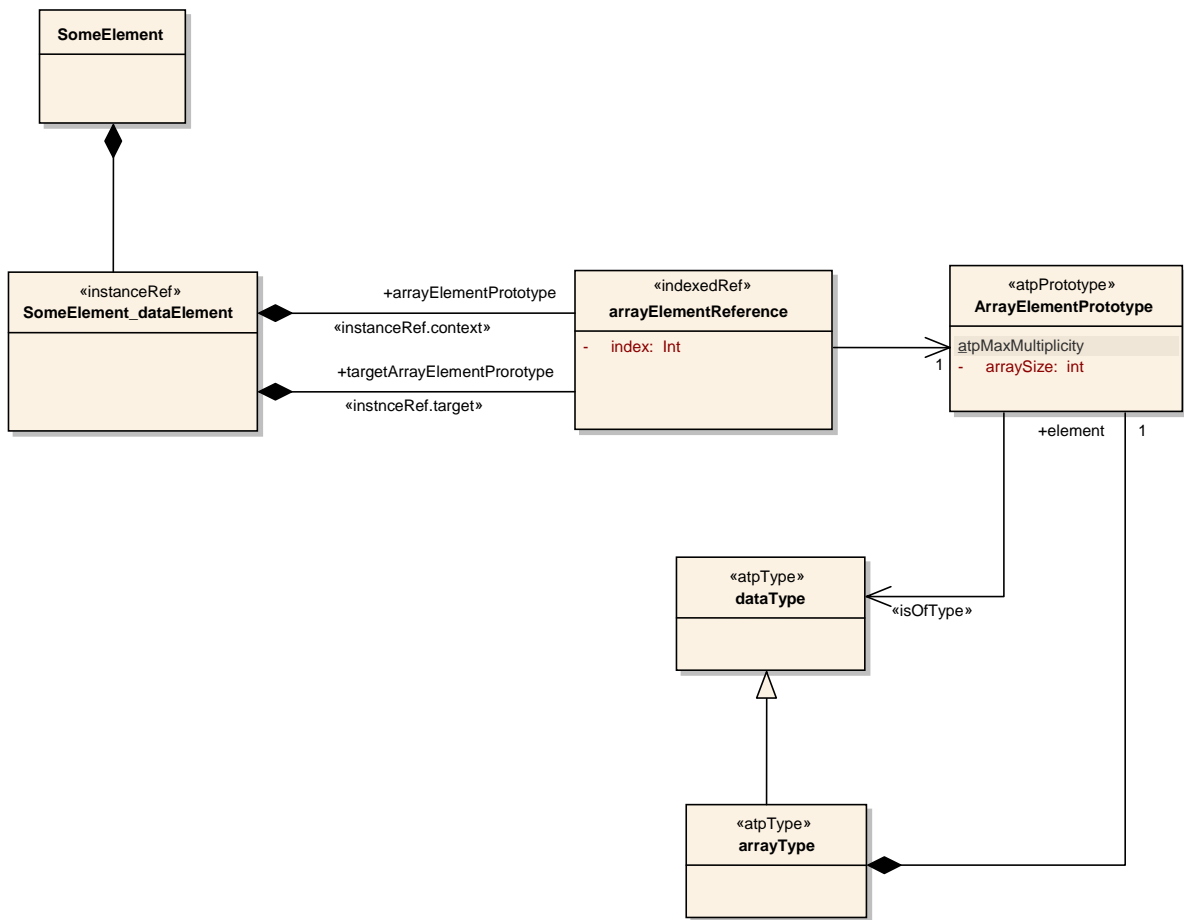 SomeElement
«instanceRef»
SomeElement_dataElement
+arrayElementPrototype
«instanceRef.context»
+targetArrayElementProrotype
«instnceRef.target»
«indexedRef»
arrayElementReference
- index: Int
1
«atpPrototype»
ArrayElementPrototype
atpMaxMultiplicity
- arraySize: int
+element 1
«atpType»
dataType
«isOfType»
«atpType»
arrayType